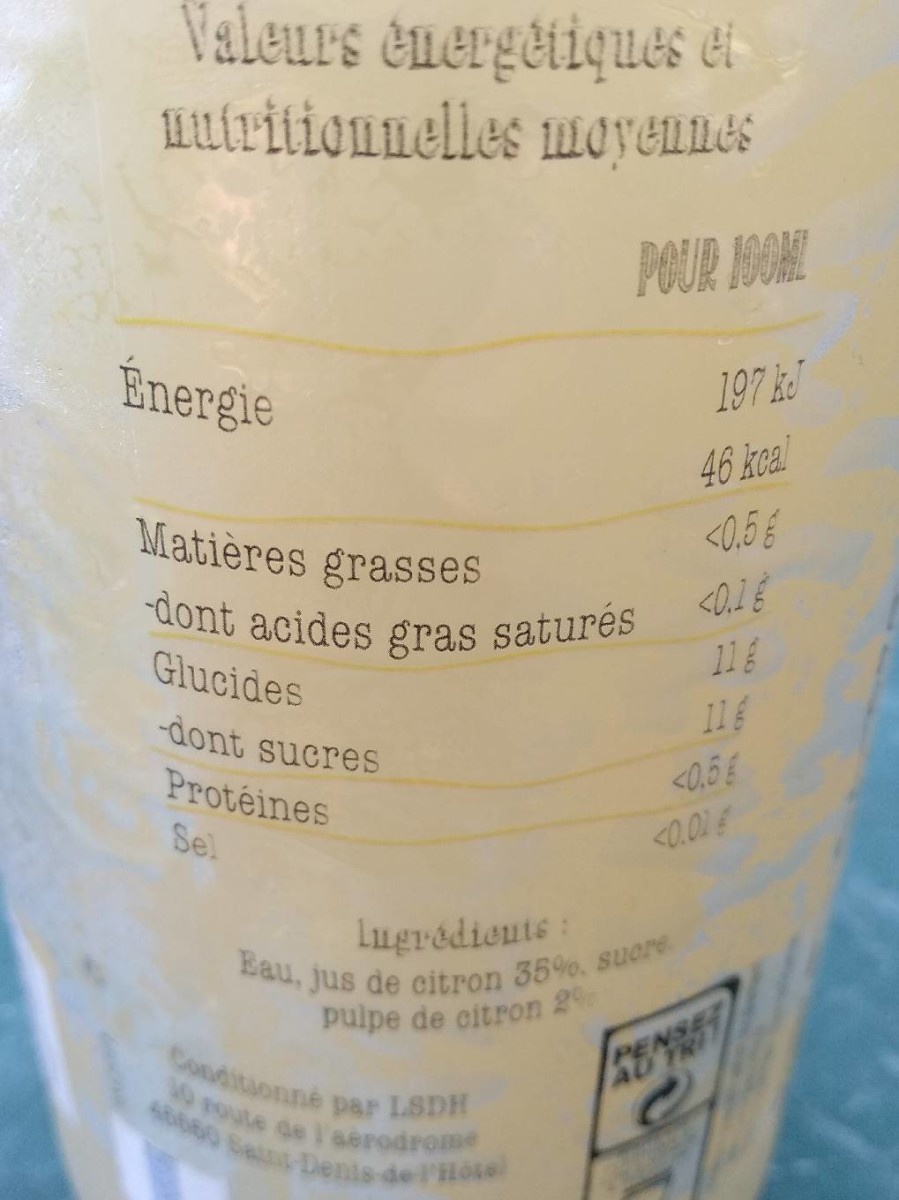 Valeurs énergétiques et
nutritionnelles moyennes
POUR 100ML
Énergie 197 kJ
46 kcal
Matières grasses <0,5 g
-dont acides gras saturés <0,1 g
Glucides 11 g
-dont sucres 11 g
Protéines <0,5 g
Sel <0,01 g
Ingrédients :
Eau, jus de citron 35%, sucre,
pulpe de citron 2%
Conditionné par LSDH
10 route de l'aérodrome
Saint-Denis-de-l'Hôtel
PENSEZ
AU TRI